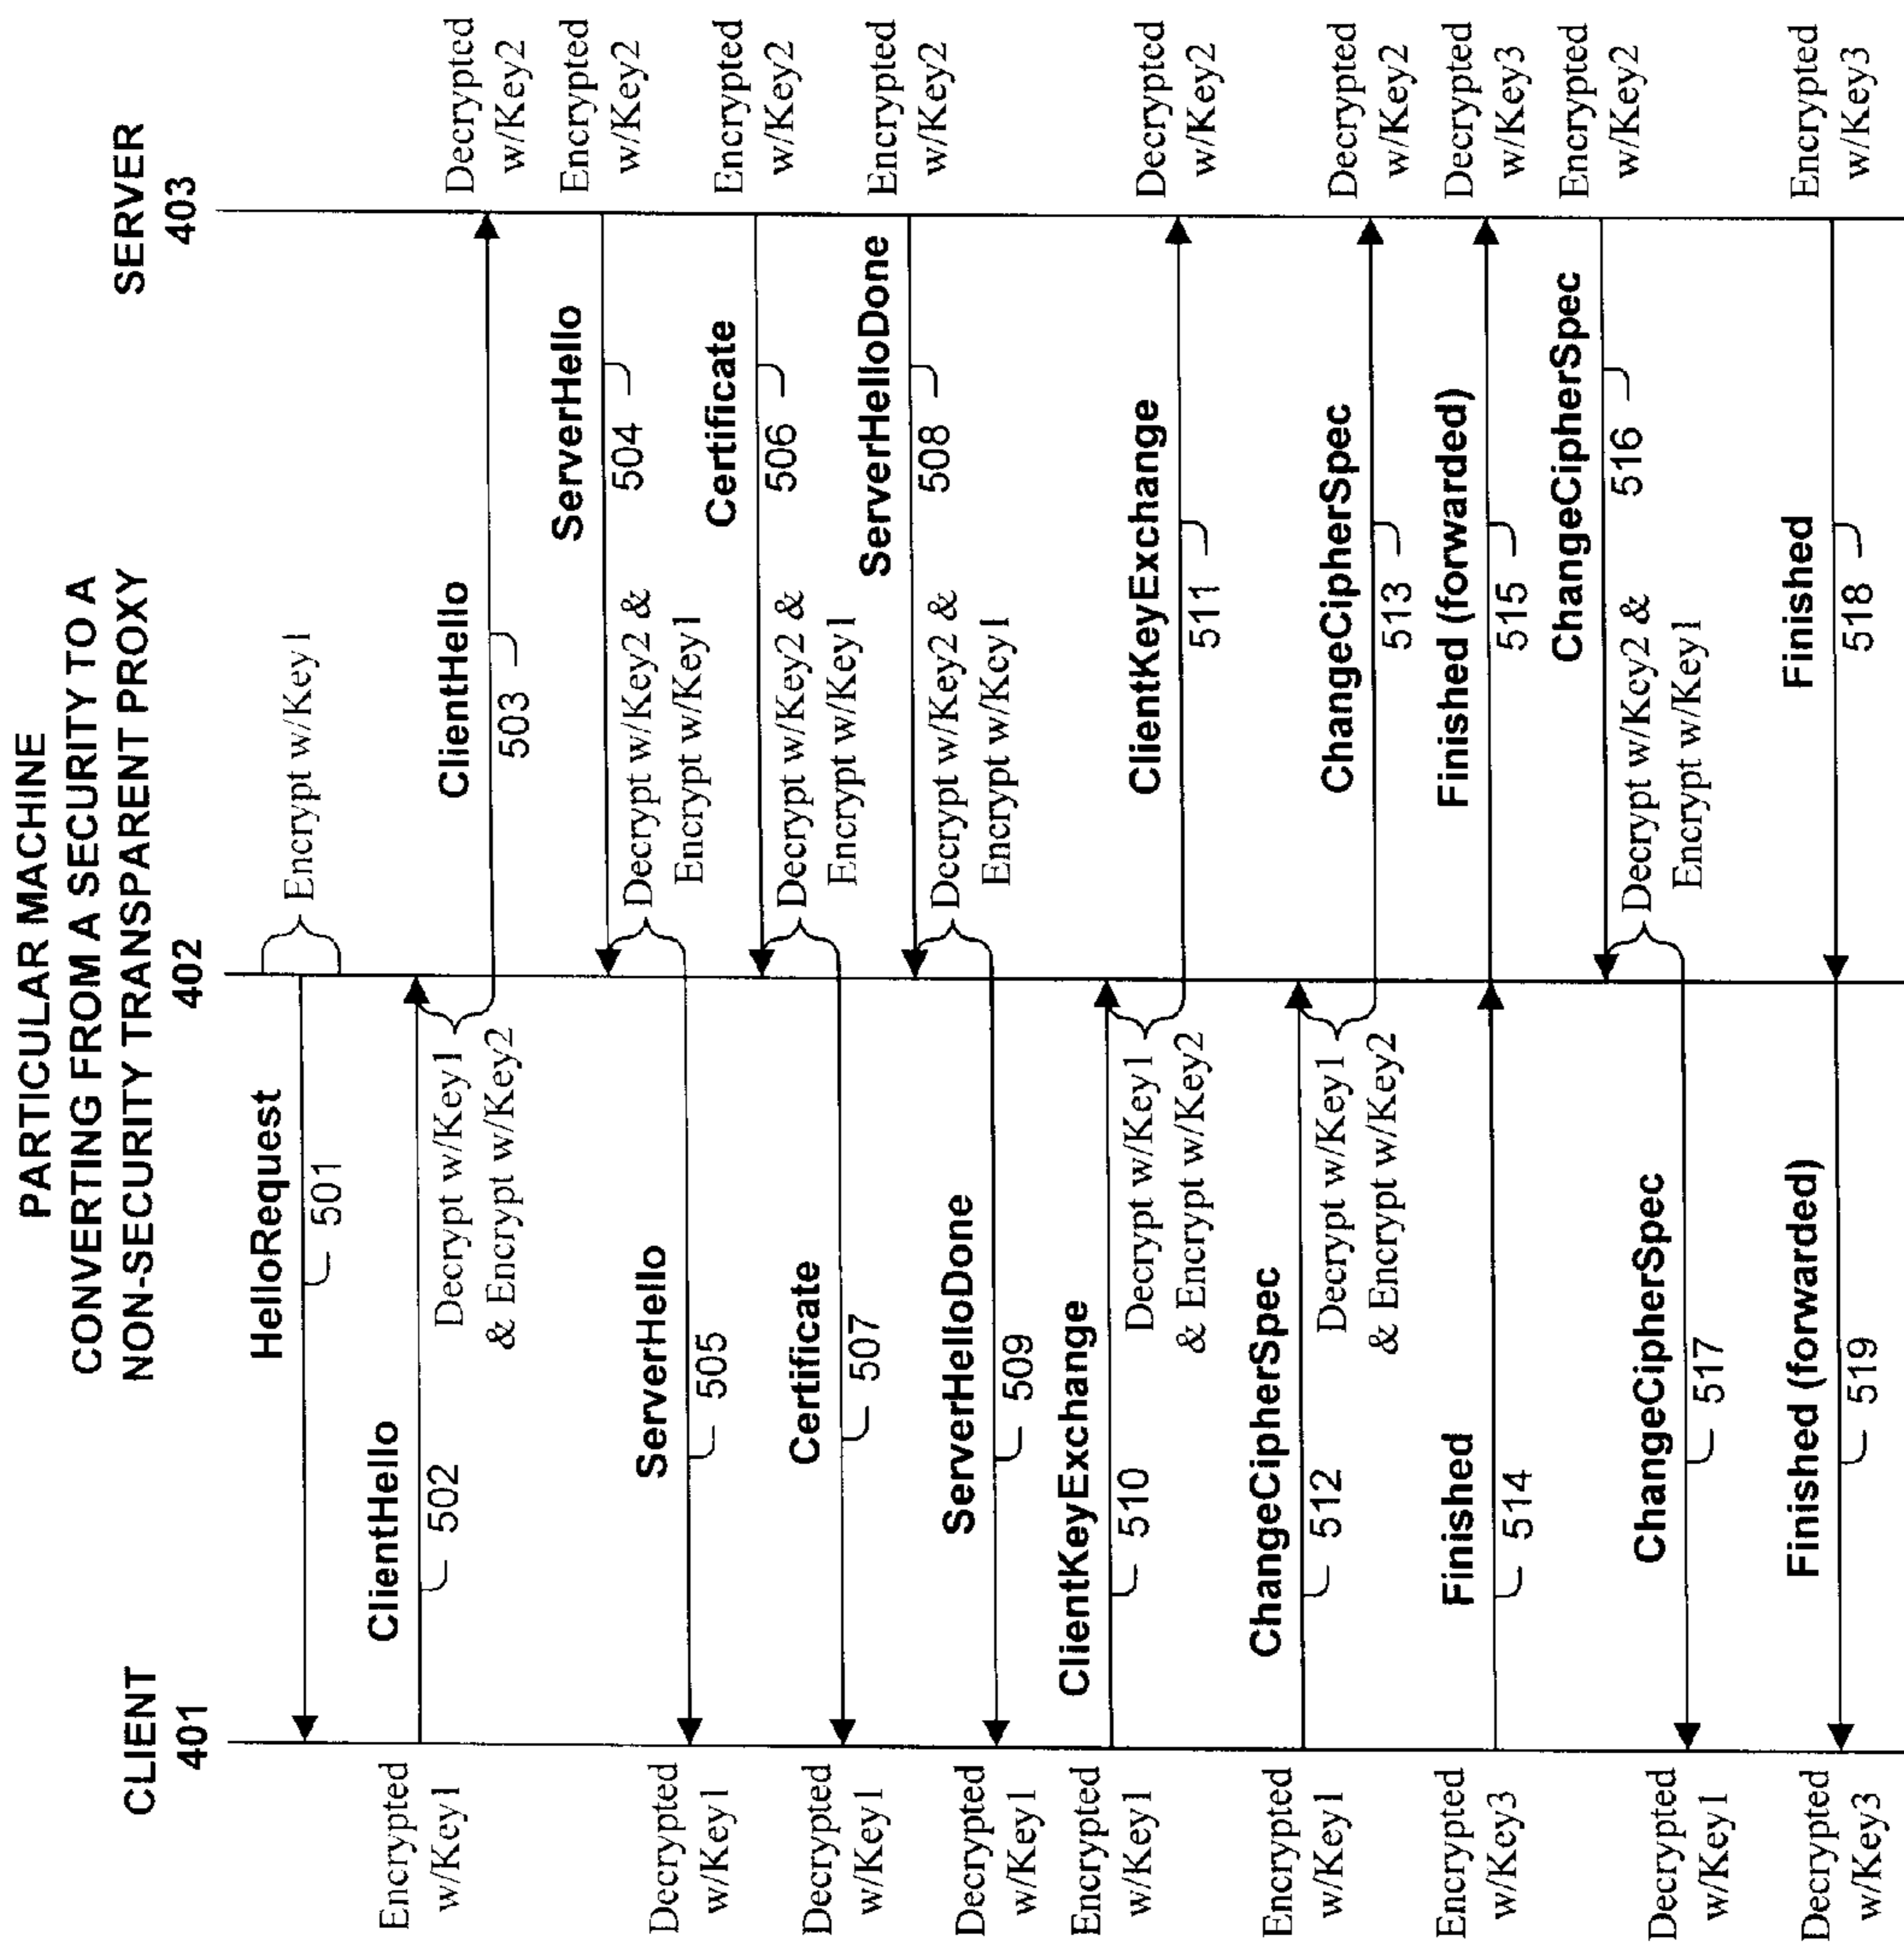 PARTICULAR MACHINE
CONVERTING FROM A SECURITY TO A
NON-SECURITY TRANSPARENT PROXY
CLIENT
401
402
SERVER
403
HelloRequest
501
Encrypt w/Key1
Encrypted
w/Key1
ClientHello
502
Decrypt w/Key1
& Encrypt w/Key2
ClientHello
503
Decrypted
w/Key2
ServerHello
504
Encrypted
w/Key2
Decrypt w/Key2 &
Encrypt w/Key1
Decrypted
w/Key1
ServerHello
505
Certificate
506
Encrypted
w/Key2
Decrypt w/Key2 &
Encrypt w/Key1
Decrypted
w/Key1
Certificate
507
ServerHelloDone
508
Encrypted
w/Key2
Decrypt w/Key2 &
Encrypt w/Key1
Decrypted
w/Key1
ServerHelloDone
509
Encrypted
w/Key1
ClientKeyExchange
510
Decrypt w/Key1
& Encrypt w/Key2
ClientKeyExchange
511
Decrypted
w/Key2
Encrypted
w/Key1
ChangeCipherSpec
512
Decrypt w/Key1
& Encrypt w/Key2
ChangeCipherSpec
513
Decrypted
w/Key2
Encrypted
w/Key3
Finished
514
Finished (forwarded)
515
Decrypted
w/Key3
ChangeCipherSpec
516
Encrypted
w/Key2
Decrypt w/Key2 &
Encrypt w/Key1
Decrypted
w/Key1
ChangeCipherSpec
517
Finished
518
Encrypted
w/Key3
Decrypted
w/Key3
Finished (forwarded)
519